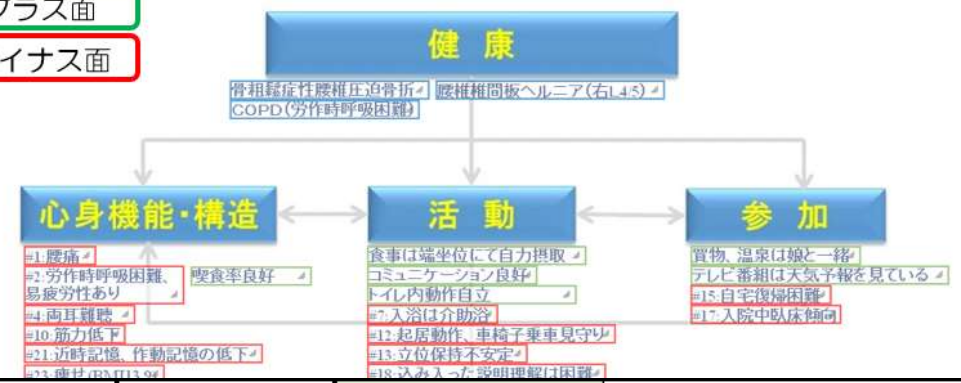 プラス面
イナス面
健 康
骨粗鬆症性腰椎圧迫骨折 腰椎椎間板ヘルニア(右L4/5)
COPD(労作時呼吸困難)
心身機能・構造 活 動 参 加
#1:腰痛
#2:労作時呼吸困難、
易疲労性あり
喫食率良好
#4:両耳難聴
#10:筋力低下
#21:近時記憶、作動記憶の低下
#23:痩せ(BMI13.9)
食事は端坐位にて自力摂取
コミュニケーション良好
トイレ内動作自立
#7:入浴は介助浴
#12:起居動作、車椅子乗車見守り
#13:立位保持不安定
#18:込み入った説明理解は困難
買物、温泉は娘と一緒
テレビ番組は天気予報を見ている
#15:自宅復帰困難
#17:入院中臥床傾向